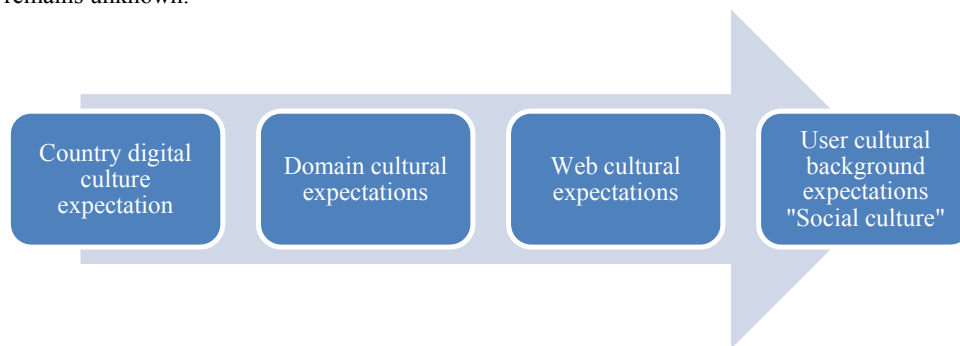 remains unknown.
Country digital
culture
expectation
Domain cultural
expectations
Web cultural
expectations
User cultural
background
expectations
"Social culture"